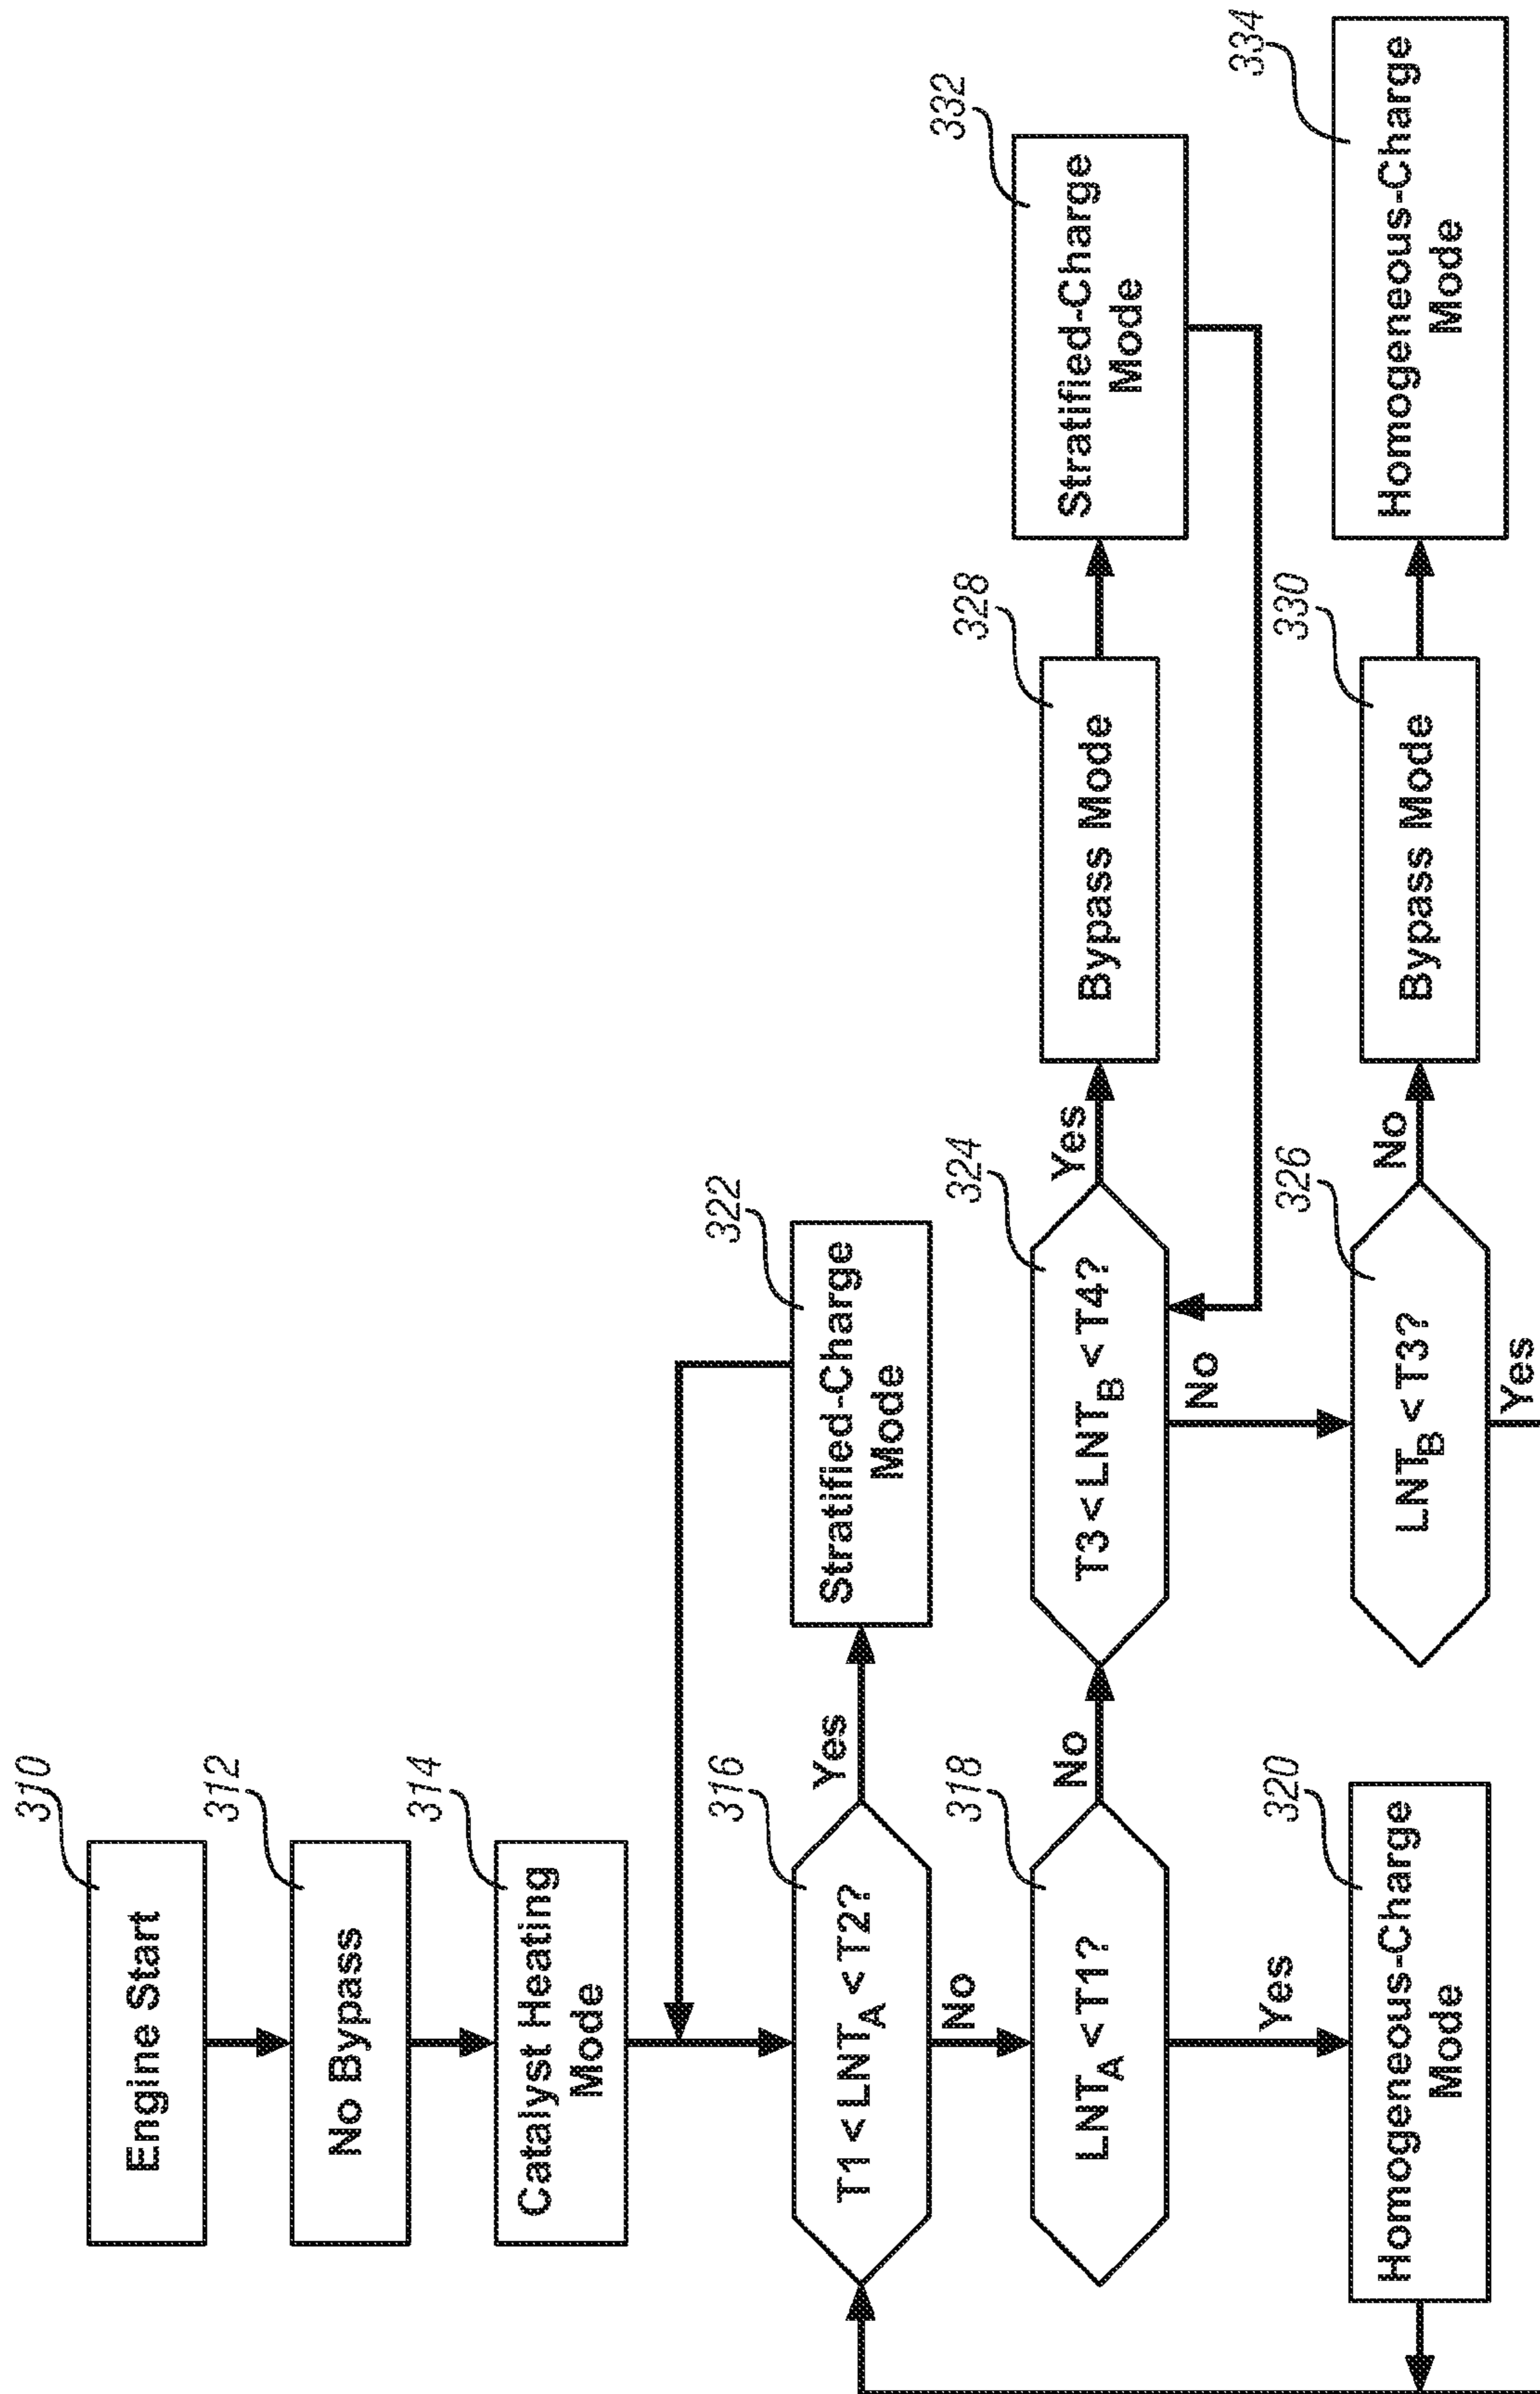 310
Engine Start
312
No Bypass
314
Catalyst Heating
Mode
316
T1 < LNT_A < T2?
Yes
322
Stratified-Charge
Mode
No
318
LNT_A < T1?
No
324
T3 < LNT_B < T4?
Yes
328
Bypass Mode
332
Stratified-Charge
Mode
Yes
320
Homogeneous-Charge
Mode
No
326
LNT_B < T3?
No
330
Bypass Mode
334
Homogeneous-Charge
Mode
Yes